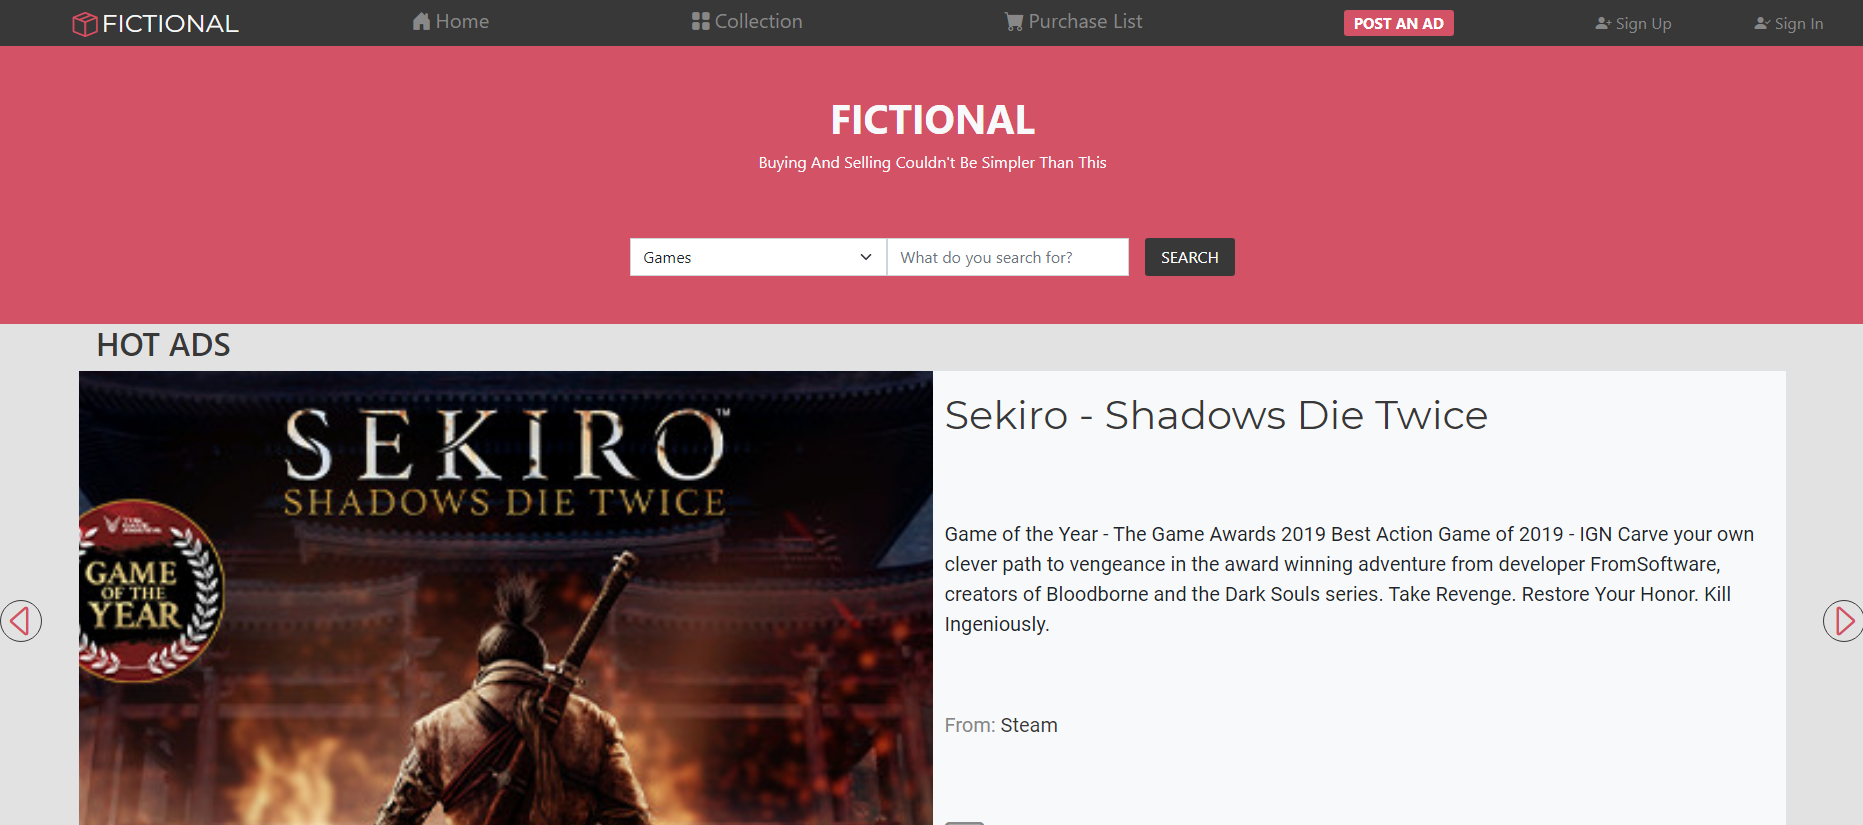 FICTIONAL
Home
Collection
Purchase List
POST AN AD
Sign Up
Sign In
FICTIONAL
Buying And Selling Couldn't Be Simpler Than This
Games
What do you search for?
SEARCH
HOT ADS
SEKIRO™
SHADOWS DIE TWICE
GAME
OF THE
YEAR
Sekiro - Shadows Die Twice
Game of the Year - The Game Awards 2019 Best Action Game of 2019 - IGN Carve your own
clever path to vengeance in the award winning adventure from developer FromSoftware,
creators of Bloodborne and the Dark Souls series. Take Revenge. Restore Your Honor. Kill
Ingeniously.
From: Steam